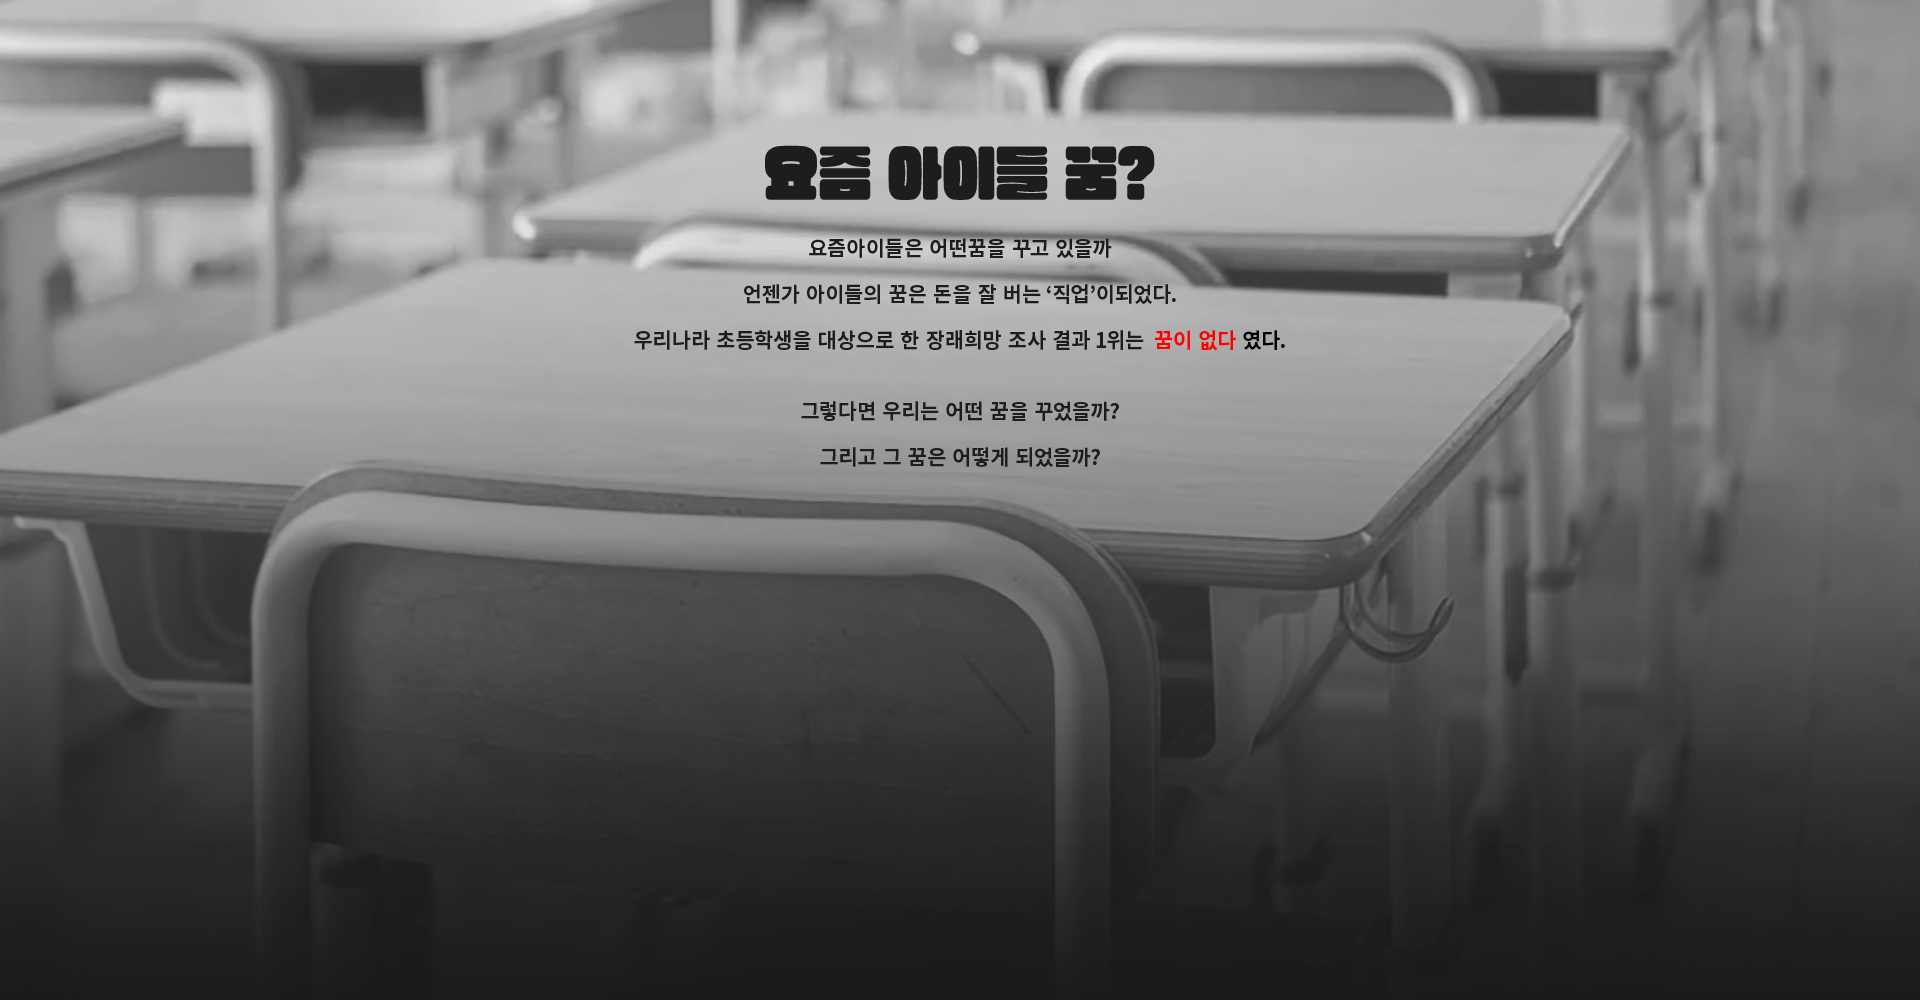 요즘 아이들 꿈?
요즘아이들은 어떤꿈을 꾸고 있을까
언젠가 아이들의 꿈은 돈을 잘 버는 ‘직업’이되었다.
우리나라 초등학생을 대상으로 한 장래희망 조사 결과 1위는 꿈이 없다 였다.
그렇다면 우리는 어떤 꿈을 꾸었을까?
그리고 그 꿈은 어떻게 되었을까?